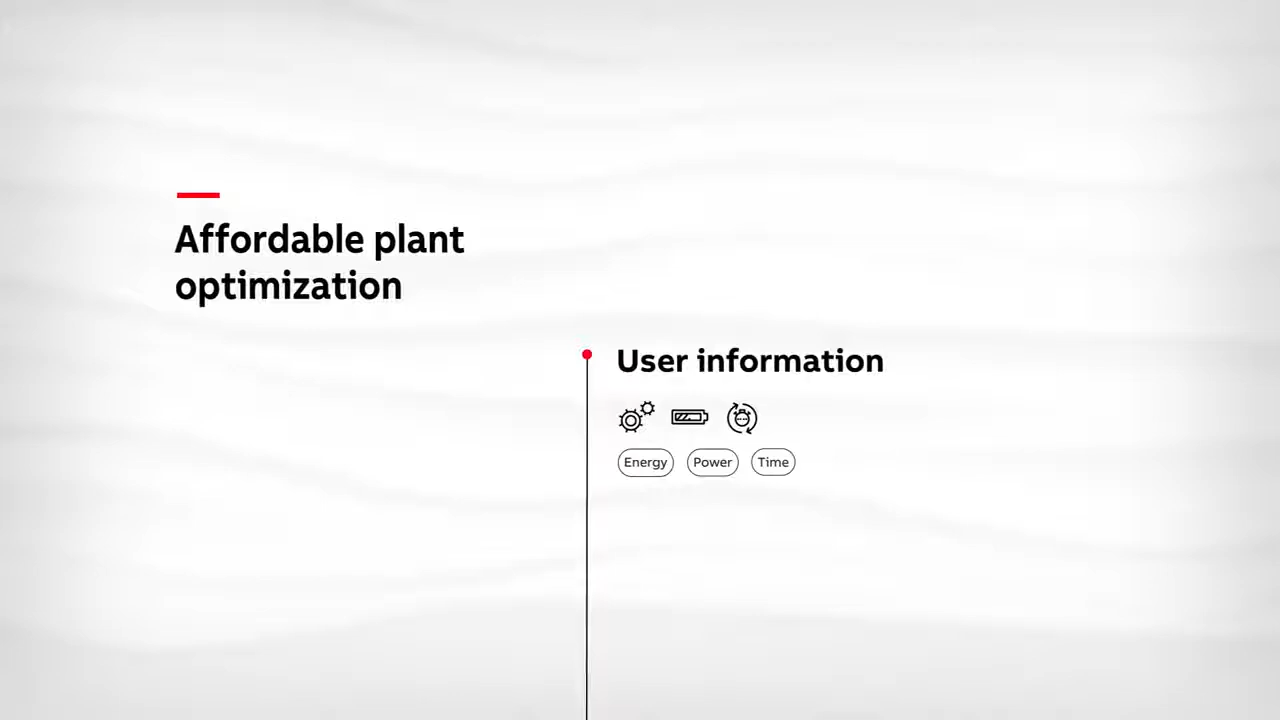 Affordable plant
optimization
User information
Energy Power Time